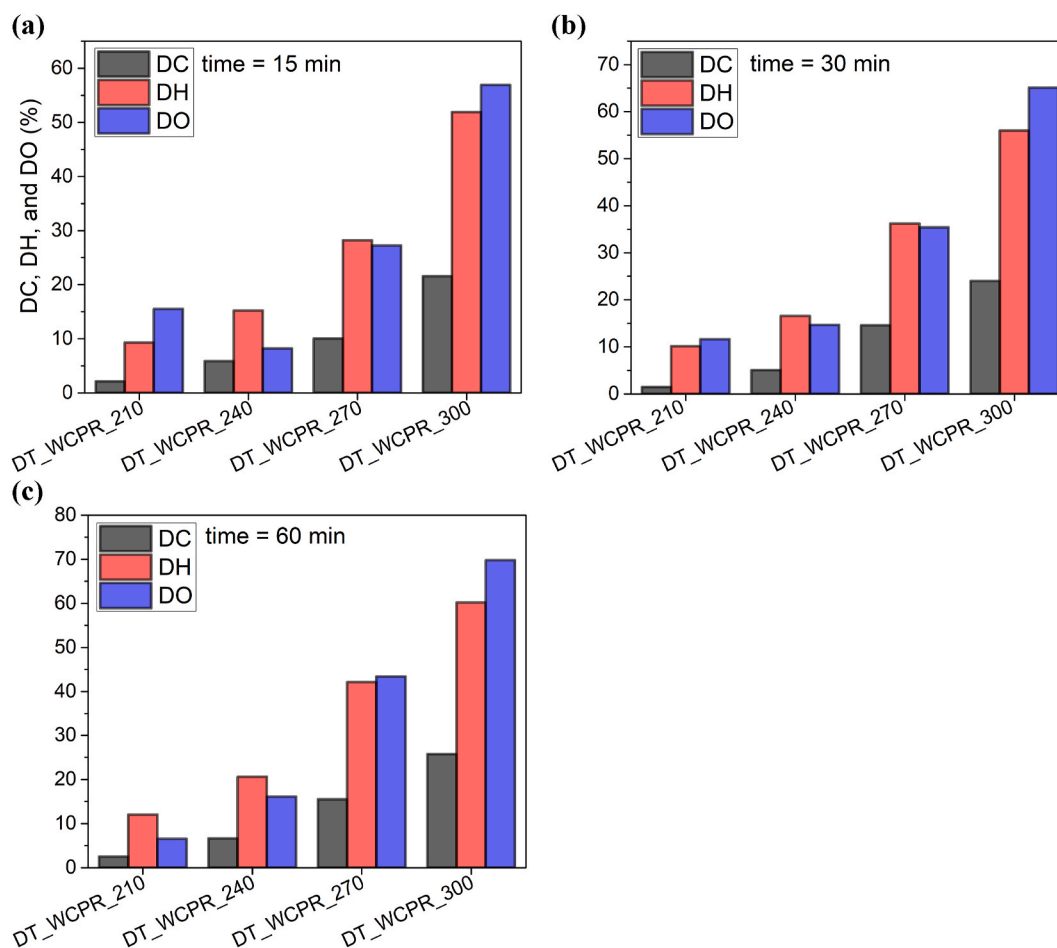 (a)
DC, DH, and DO (%)
60
50
40
30
20
10
0
DC
DH
DO
time = 15 min
DT_WCPR_210
DT_WCPR_240
DT_WCPR_270
DT_WCPR_300
(b)
70
60
50
40
30
20
10
0
DC
DH
DO
time = 30 min
DT_WCPR_210
DT_WCPR_240
DT_WCPR_270
DT_WCPR_300
(c)
80
70
60
50
40
30
20
10
0
DC
DH
DO
time = 60 min
DT_WCPR_210
DT_WCPR_240
DT_WCPR_270
DT_WCPR_300